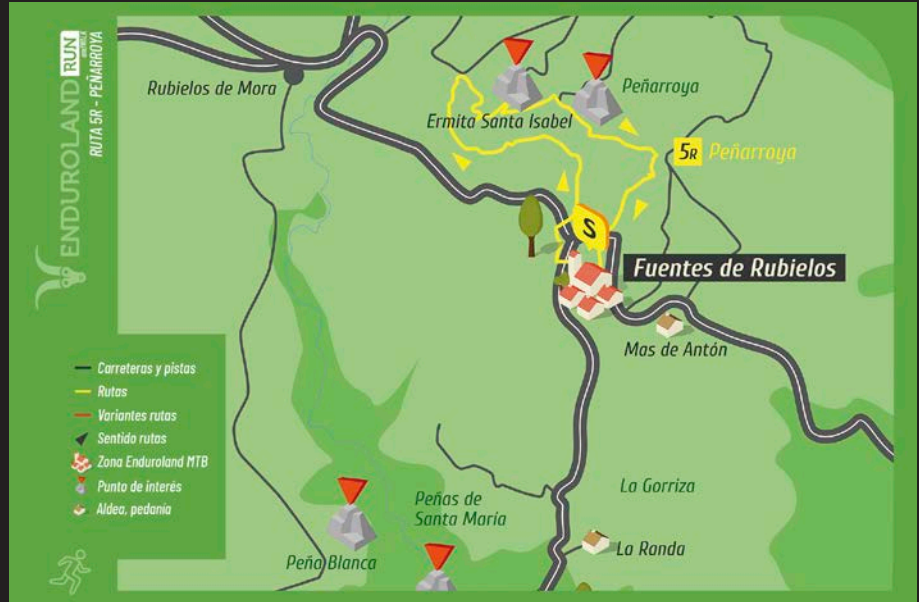 ENDUROLAND RUN
RUTA 5R - PEÑARROYA
Rubielos de Mora
Ermita Santa Isabel
Peñarroya
5R Peñarroya
S
Fuentes de Rubielos
Mas de Antón
Carreteras y pistas
Rutas
Variantes rutas
Sentido rutas
Zona Enduroland MTB
Punto de interés
Aldea, pedanía
La Gorriza
Peñas de
Santa María
La Randa
Peña Blanca